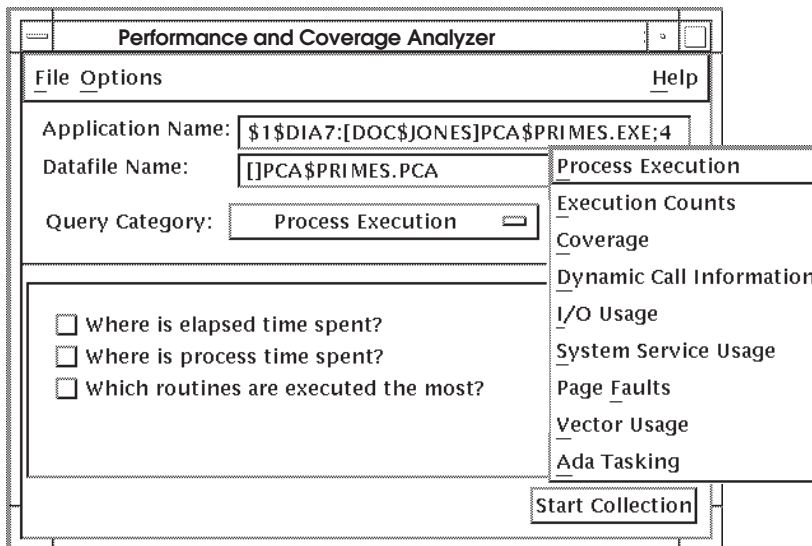 Performance and Coverage Analyzer
File Options Help
Application Name: $1$DIA7:[DOC$JONES]PCA$PRIMES.EXE;4
Datafile Name: []PCA$PRIMES.PCA
Query Category: Process Execution
Process Execution
Execution Counts
Coverage
Dynamic Call Information
I/O Usage
System Service Usage
Page Faults
Vector Usage
Ada Tasking
Where is elapsed time spent?
Where is process time spent?
Which routines are executed the most?
Start Collection